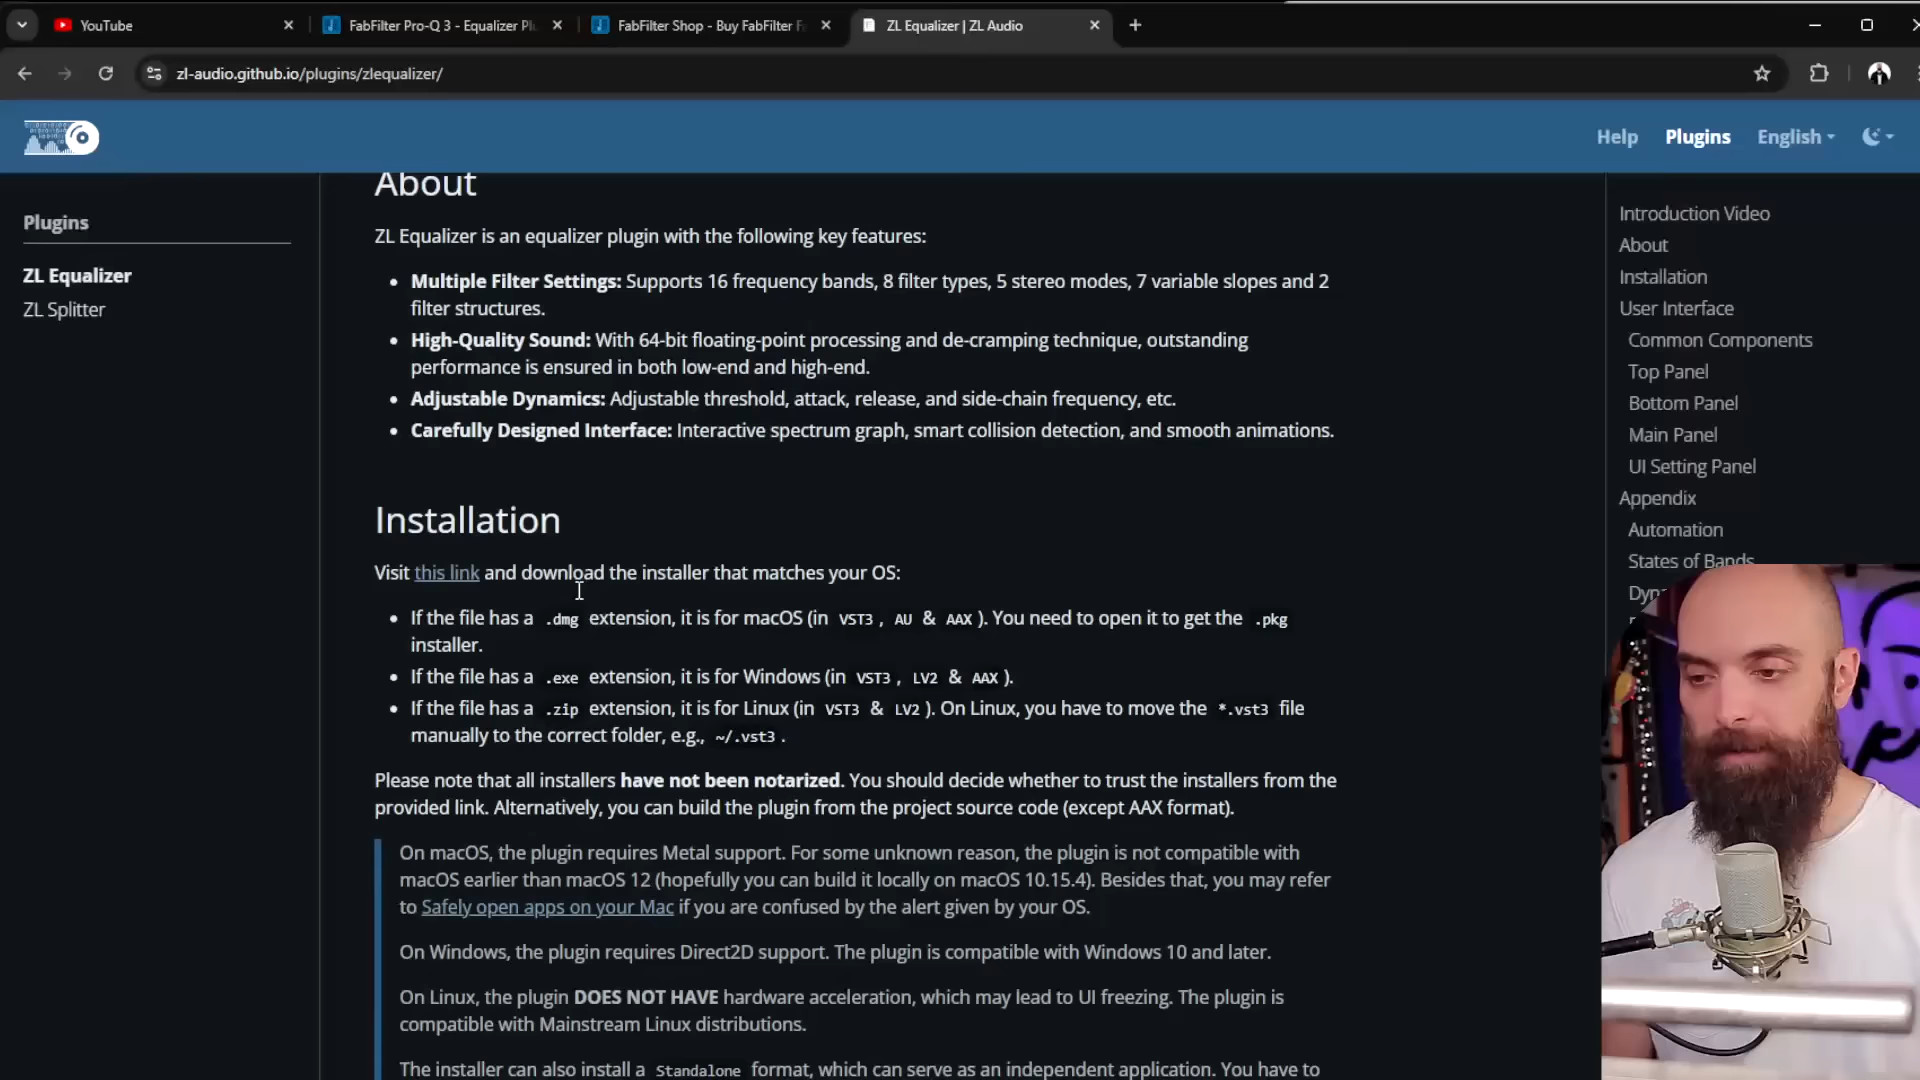 YouTube
FabFilter Pro-Q 3 - Equalizer Pl
FabFilter Shop - Buy FabFilter F
ZL Equalizer | ZL Audio
zl-audio.github.io/plugins/zlequalizer/
Help Plugins English
Plugins
ZL Equalizer
ZL Splitter
About
ZL Equalizer is an equalizer plugin with the following key features:
• Multiple Filter Settings: Supports 16 frequency bands, 8 filter types, 5 stereo modes, 7 variable slopes and 2
filter structures.
• High-Quality Sound: With 64-bit floating-point processing and de-cramping technique, outstanding
performance is ensured in both low-end and high-end.
• Adjustable Dynamics: Adjustable threshold, attack, release, and side-chain frequency, etc.
• Carefully Designed Interface: Interactive spectrum graph, smart collision detection, and smooth animations.
Installation
Visit this link and download the installer that matches your OS:
• If the file has a .dmg extension, it is for macOS (in VST3, AU & AAX). You need to open it to get the .pkg
installer.
• If the file has a .exe extension, it is for Windows (in VST3, LV2 & AAX).
• If the file has a .zip extension, it is for Linux (in VST3 & LV2). On Linux, you have to move the *.vst3 file
manually to the correct folder, e.g., ~/.vst3.
Please note that all installers have not been notarized. You should decide whether to trust the installers from the
provided link. Alternatively, you can build the plugin from the project source code (except AAX format).
On macOS, the plugin requires Metal support. For some unknown reason, the plugin is not compatible with
macOS earlier than macOS 12 (hopefully you can build it locally on macOS 10.15.4). Besides that, you may refer
to Safely open apps on your Mac if you are confused by the alert given by your OS.
On Windows, the plugin requires Direct2D support. The plugin is compatible with Windows 10 and later.
On Linux, the plugin DOES NOT HAVE hardware acceleration, which may lead to UI freezing. The plugin is
compatible with Mainstream Linux distributions.
The installer can also install a Standalone format, which can serve as an independent application. You have to
Introduction Video
About
Installation
User Interface
Common Components
Top Panel
Bottom Panel
Main Panel
UI Setting Panel
Appendix
Automation
States of Bands
Dyn